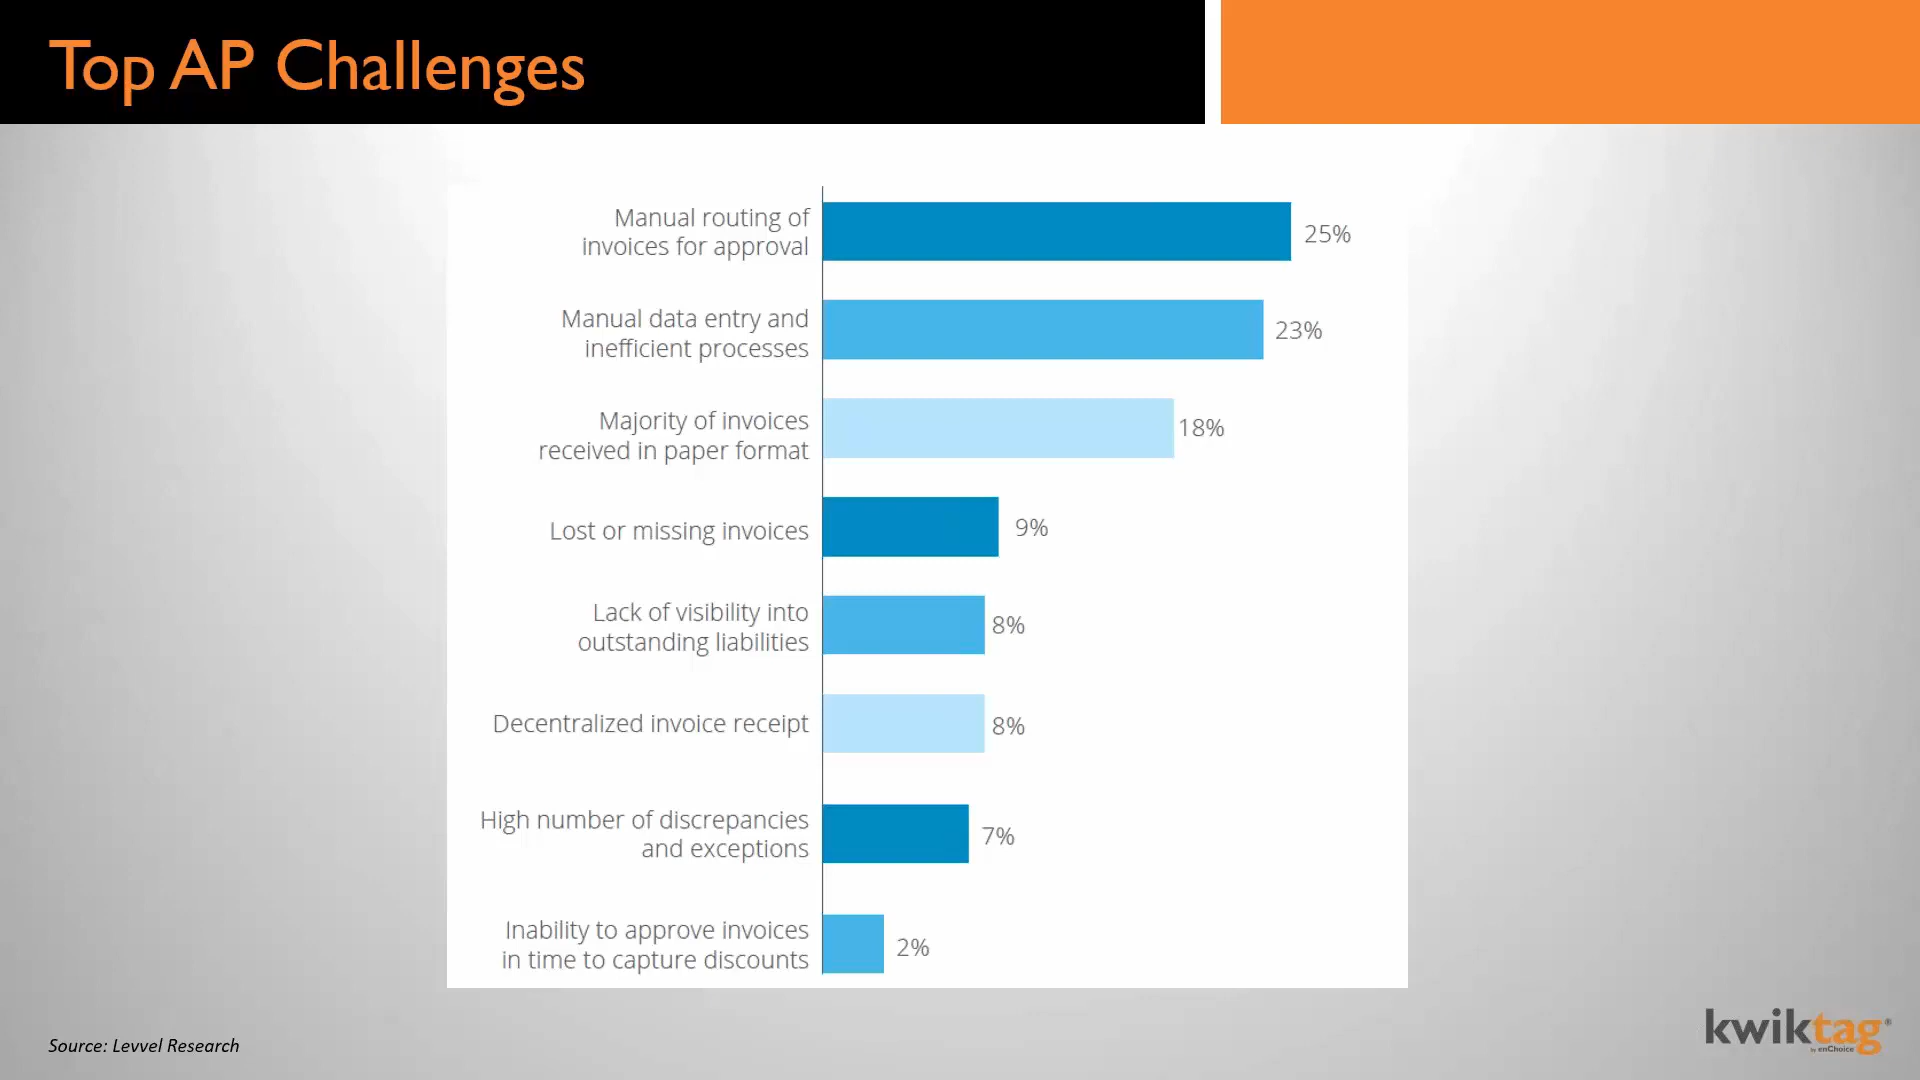 Top AP Challenges
Manual routing of
invoices for approval
25%
Manual data entry and
inefficient processes
23%
Majority of invoices
received in paper format
18%
Lost or missing invoices
9%
Lack of visibility into
outstanding liabilities
8%
Decentralized invoice receipt
8%
High number of discrepancies
and exceptions
7%
Inability to approve invoices
in time to capture discounts
2%
Source: Levvel Research
kwiktag®
by enChoice